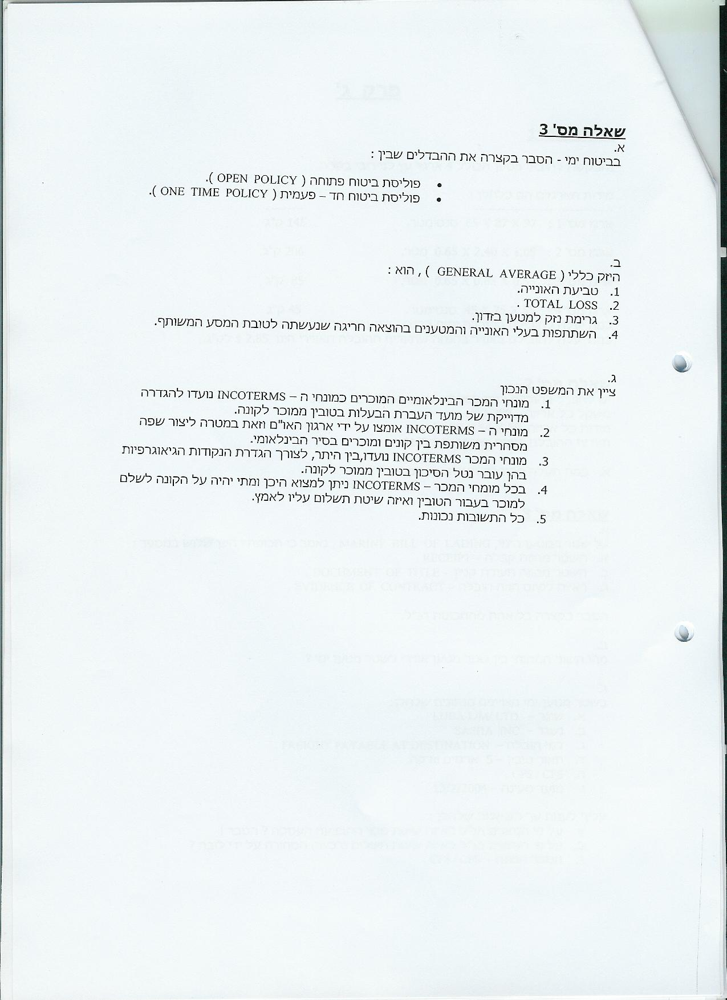 שאלה מס' 3
א.
בביטוח ימי - הסבר בקצרה את ההבדלים שבין :
• פוליסת ביטוח פתוחה ( OPEN POLICY ).
• פוליסת ביטוח חד – פעמית ( ONE TIME POLICY ).
ב.
היזק כללי ( GENERAL AVERAGE ) , הוא :
1. טביעת האונייה.
2. TOTAL LOSS .
3. גרימת נזק למטען בזדון.
4. השתתפות בעלי האונייה והמטענים בהוצאה חריגה שנעשתה לטובת המסע המשותף.
ג.
ציין את המשפט הנכון
1. מונחי המכר הבינלאומיים המוכרים כמונחי ה – INCOTERMS נועדו להגדרה
מדוייקת של מועד העברת הבעלות בטובין ממוכר לקונה.
2. מונחי ה – INCOTERMS אומצו על ידי ארגון האו"ם וזאת במטרה ליצור שפה
מסחרית משותפת בין קונים ומוכרים בסיר הבינלאומי.
3. מונחי המכר INCOTERMS נועדו,בין היתר, לצורך הגדרת הנקודות הגיאוגרפיות
בהן עובר נטל הסיכון בטובין ממוכר לקונה.
4. בכל מומחי המכר – INCOTERMS ניתן למצוא היכן ומתי יהיה על הקונה לשלם
למוכר בעבור הטובין ואיזה שיטת תשלום עליו לאמץ.
5. כל התשובות נכונות.